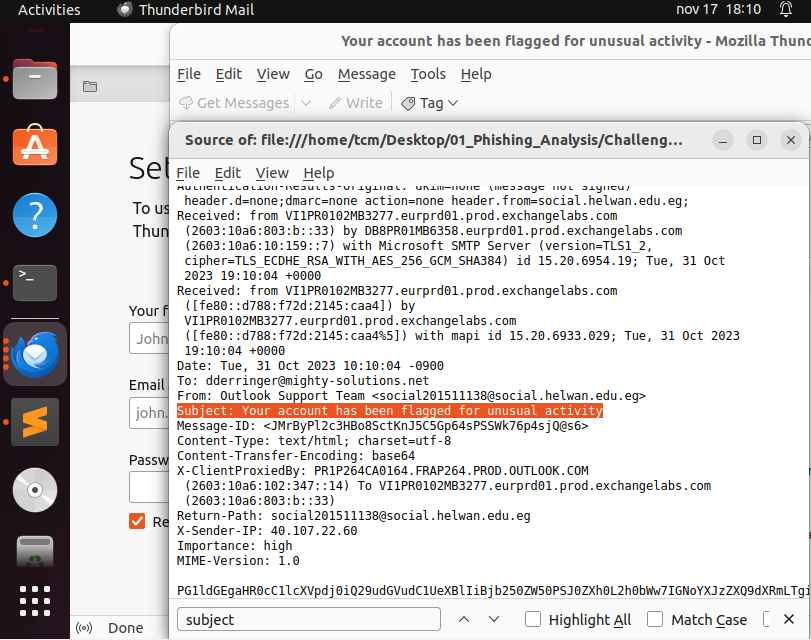 Activities
Thunderbird Mail
nov 17 18:10
Your account has been flagged for unusual activity - Mozilla Thun
File Edit View Go Message Tools Help
Get Messages
Write
Tag
Source of: file:///home/tcm/Desktop/01_Phishing_Analysis/Challeng...
File Edit View Help
Set
To us
Thun
Your f
John
Email
john.
Passw
Re
Authentication-Results-Original: dkim=none (message not signed)
header.d=none;dmarc=none action=none header.from=social.helwan.edu.eg;
Received: from VI1PR0102MB3277.eurprd01.prod.exchangelabs.com
(2603:10a6:803:b::33) by DB8PR01MB6358.eurprd01.prod.exchangelabs.com
(2603:10a6:10:159::7) with Microsoft SMTP Server (version=TLS1_2,
cipher=TLS_ECDHE_RSA_WITH_AES_256_GCM_SHA384) id 15.20.6954.19; Tue, 31 Oct
2023 19:10:04 +0000
Received: from VI1PR0102MB3277.eurprd01.prod.exchangelabs.com
([fe80::d788:f72d:2145:caa4]) by
VI1PR0102MB3277.eurprd01.prod.exchangelabs.com
([fe80::d788:f72d:2145:caa4%5]) with mapi id 15.20.6933.029; Tue, 31 Oct 2023
19:10:04 +0000
Date: Tue, 31 Oct 2023 10:10:04 -0900
To: dderringer@mighty-solutions.net
From: Outlook Support Team <social201511138@social.helwan.edu.eg>
Subject: Your account has been flagged for unusual activity
Message-ID: <JMrByPl2c3HBo8SctKnJ5C5Gp64sPSSWk76p4sjQ@s6>
Content-Type: text/html; charset=utf-8
Content-Transfer-Encoding: base64
X-ClientProxiedBy: PR1P264CA0164.FRAP264.PROD.OUTLOOK.COM
(2603:10a6:102:347::14) To VI1PR0102MB3277.eurprd01.prod.exchangelabs.com
(2603:10a6:803:b::33)
Return-Path: social201511138@social.helwan.edu.eg
X-Sender-IP: 40.107.22.60
Importance: high
MIME-Version: 1.0
PG1ldGEgaHR0cC1lcXVpdj0iQ29udGVudC1UeXBlIiBjb250ZW50PSJ0ZXh0L2h0bWw7IGNoYXJzZXQ9dXRmLTgi
subject
Highlight All
Match Case
Done